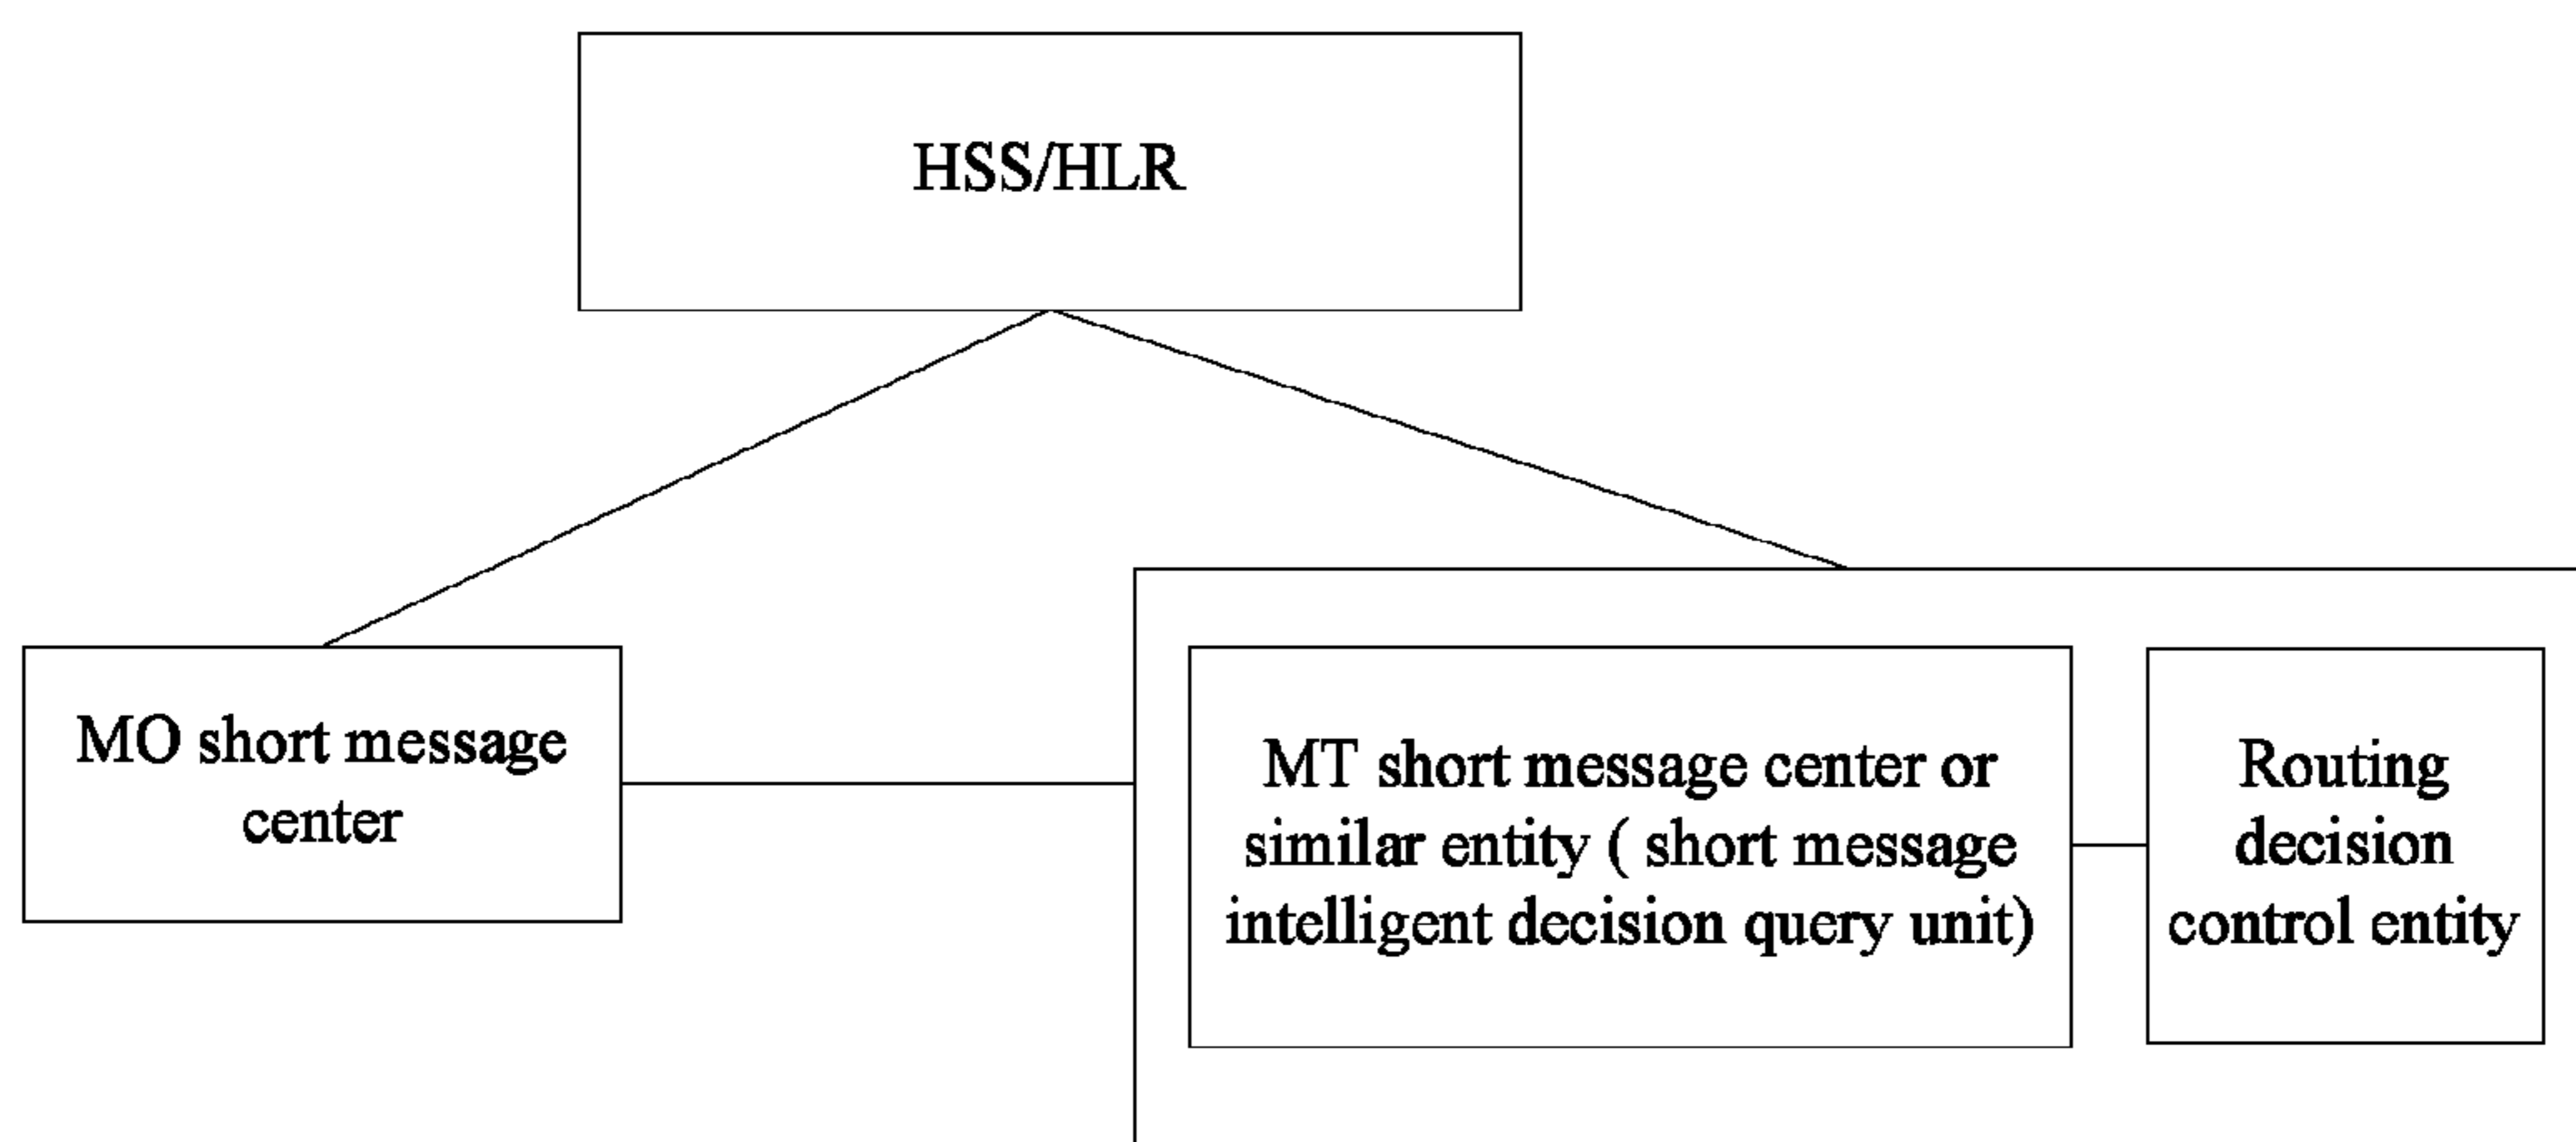 HSS/HLR
MO short message
center
MT short message center or
similar entity ( short message
intelligent decision query unit)
Routing
decision
control entity